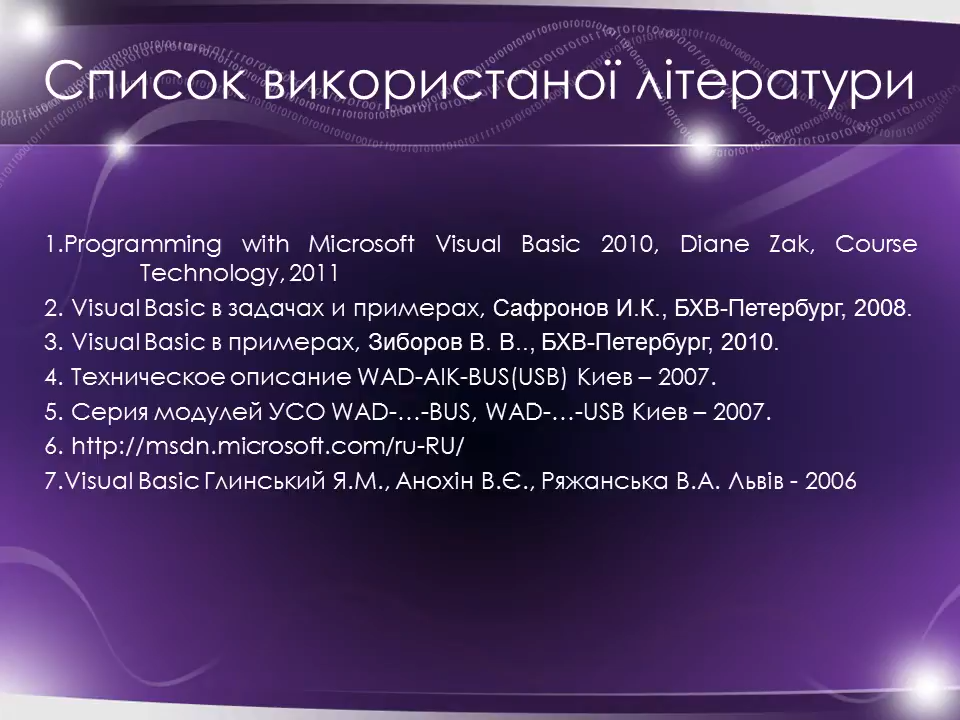 Список використаної літератури
1.Programming with Microsoft Visual Basic 2010, Diane Zak, Course
Technology, 2011
2. Visual Basic в задачах и примерах, Сафронов И.К., БХВ-Петербург, 2008.
3. Visual Basic в примерах, Зиборов В. В.., БХВ-Петербург, 2010.
4. Техническое описание WAD-AIK-BUS(USB) Киев – 2007.
5. Серия модулей УСО WAD-…-BUS, WAD-…-USB Киев – 2007.
6. http://msdn.microsoft.com/ru-RU/
7.Visual Basic Глинський Я.М., Анохін В.Є., Ряжанська В.А. Львів - 2006